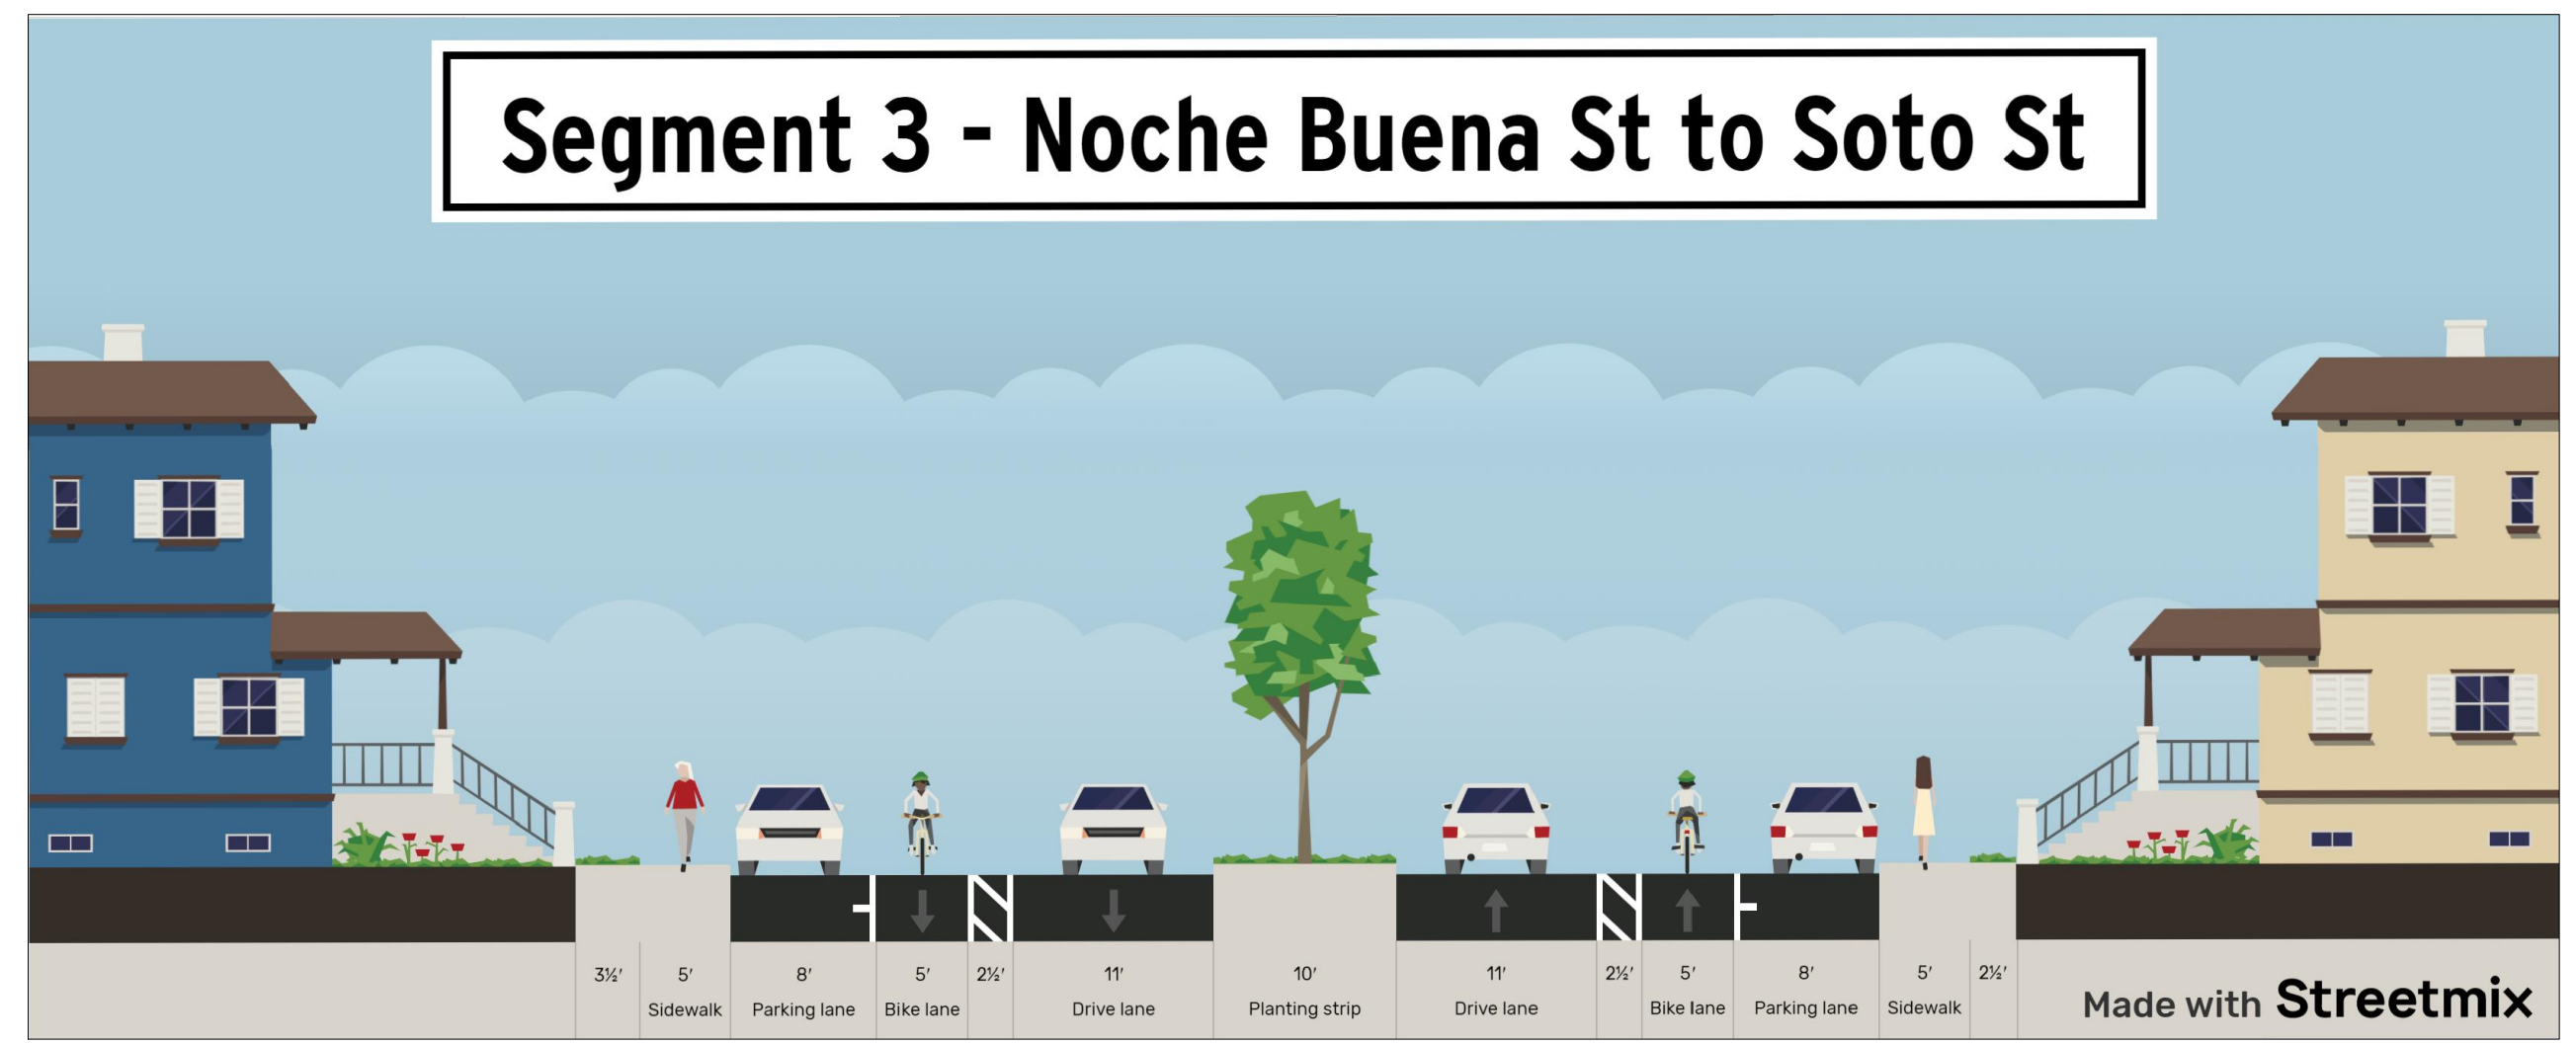 Segment 3 - Noche Buena St to Soto St
3½′ 5′ 8′ 5′ 2½′ 11′ 10′ 11′ 2½′ 5′ 8′ 5′ 2½′
Sidewalk Parking lane Bike lane Drive lane Planting strip Drive lane Bike lane Parking lane Sidewalk
Made with Streetmix